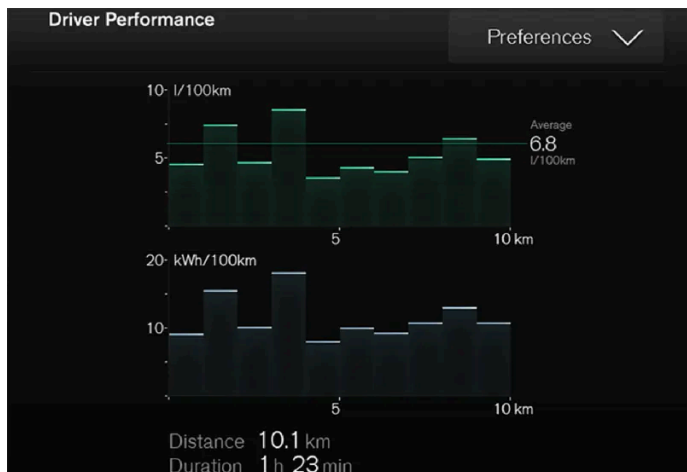 Driver Performance
Preferences
10 l/100km
Average
6.8
l/100km
5
5
10 km
20 kWh/100km
10
5
10 km
Distance 10.1 km
Duration 1 h 23 min